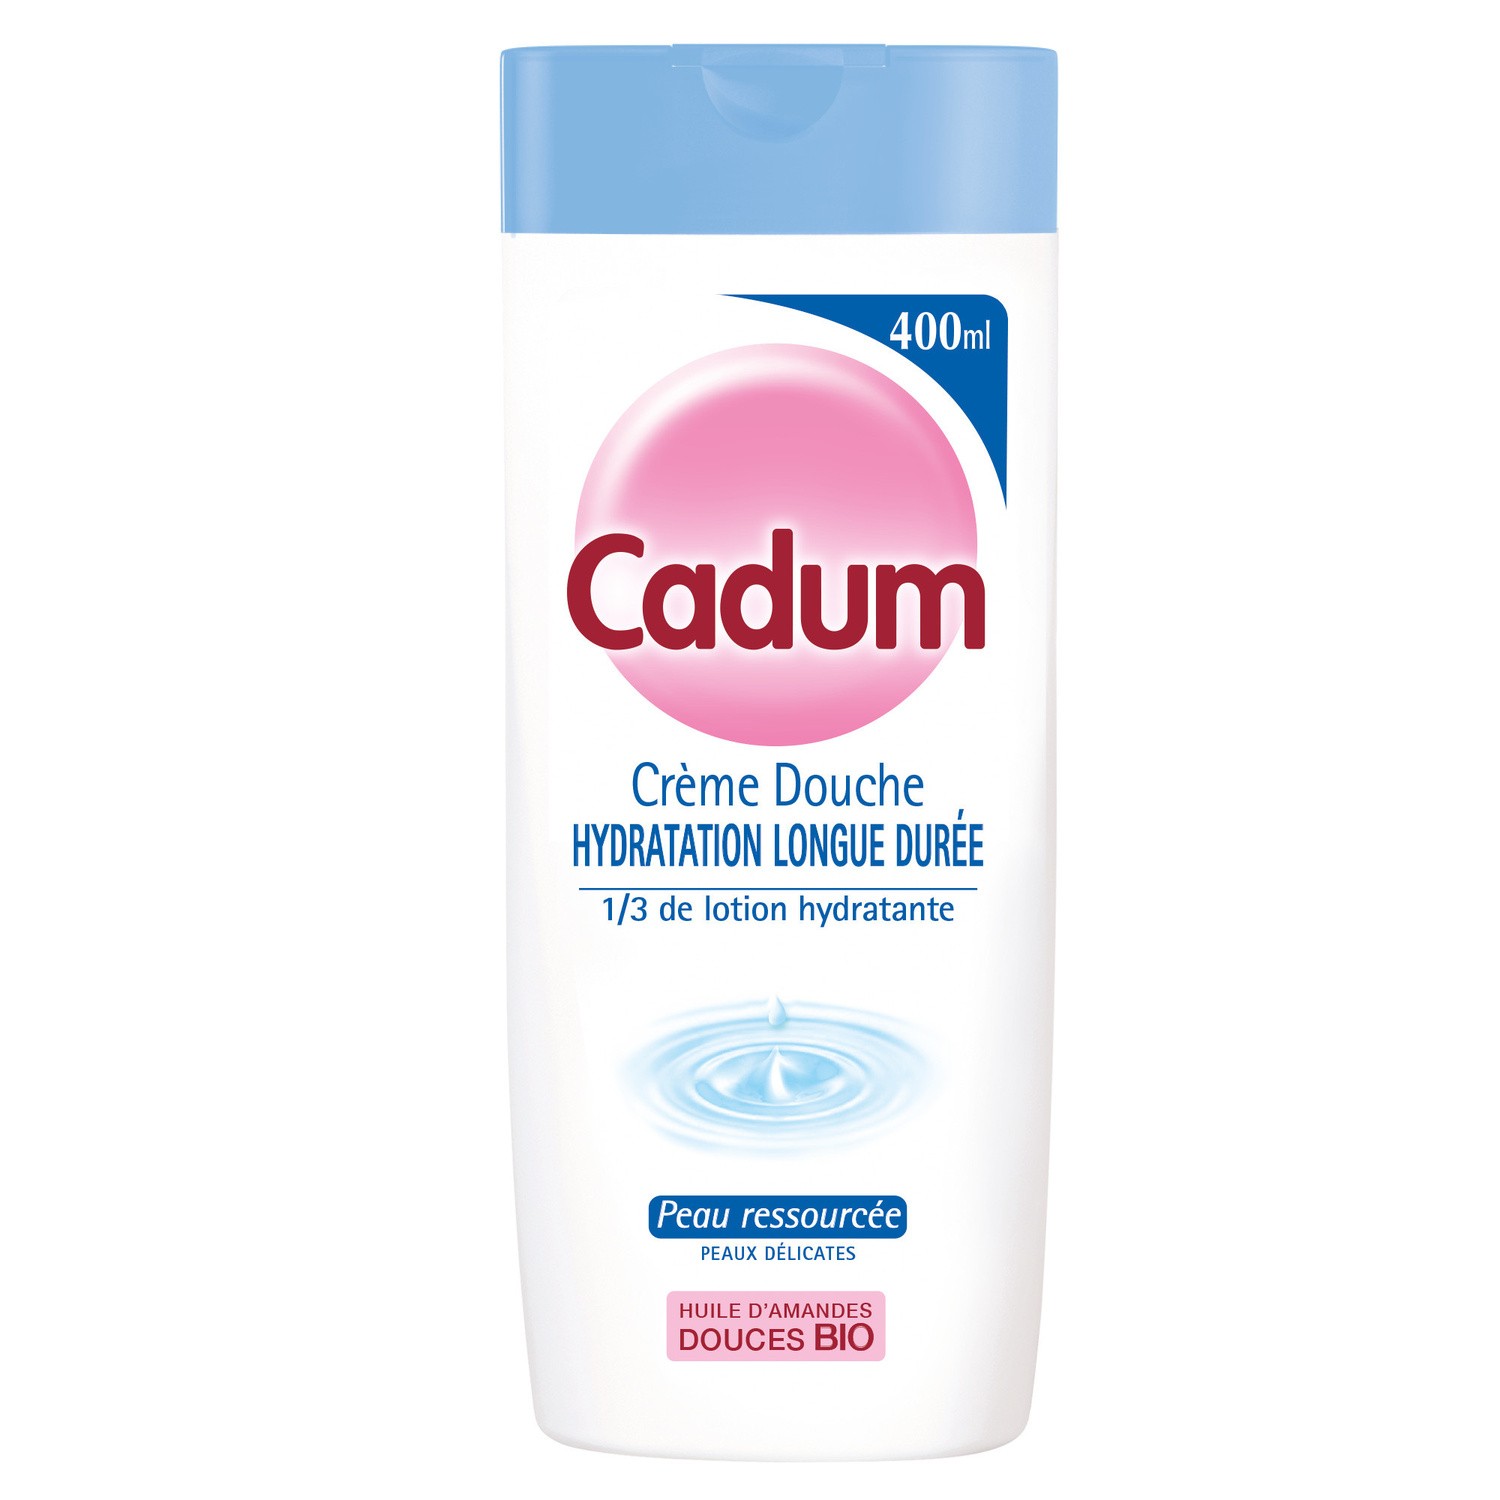 400ml
Cadum
Crème Douche
HYDRATATION LONGUE DURÉE
1/3 de lotion hydratante
Peau ressourcée
PEAUX DÉLICATES
HUILE D'AMANDES
DOUCES BIO